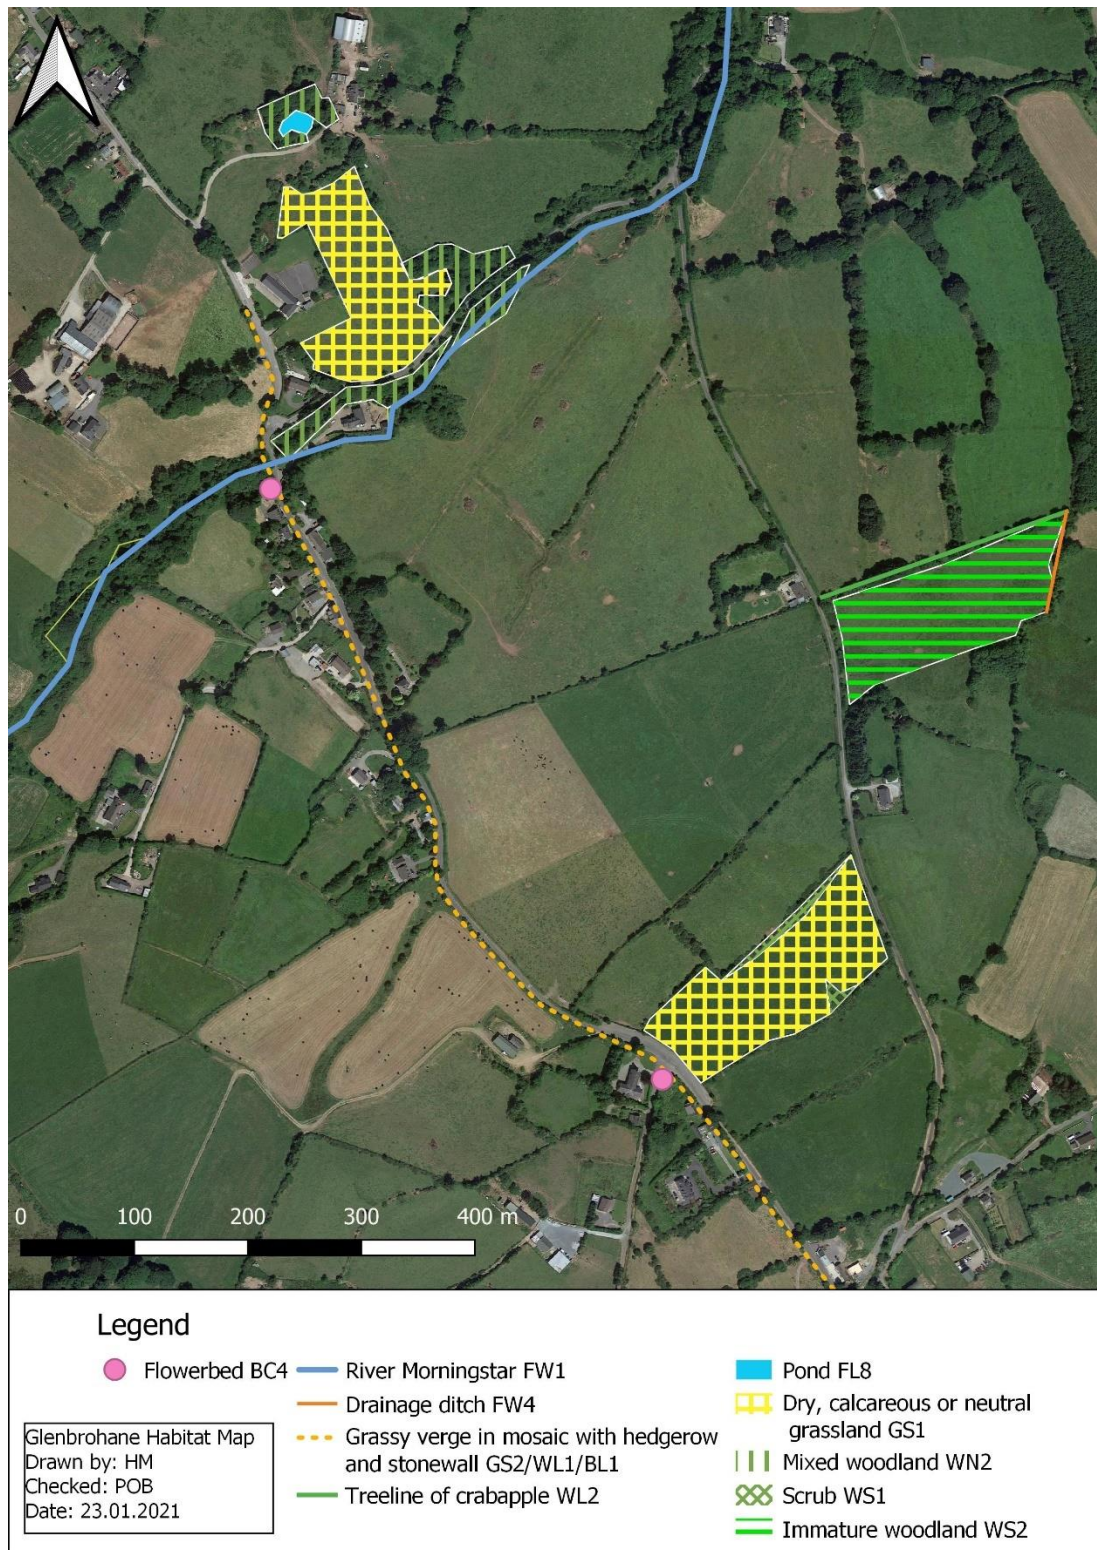 0 100 200 300 400 m
Legend
Flowerbed BC4
River Morningstar FW1
Drainage ditch FW4
Grassy verge in mosaic with hedgerow
and stonewall GS2/WL1/BL1
Treeline of crabapple WL2
Pond FL8
Dry, calcareous or neutral
grassland GS1
Mixed woodland WN2
Scrub WS1
Immature woodland WS2
Glenbrohane Habitat Map
Drawn by: HM
Checked: POB
Date: 23.01.2021